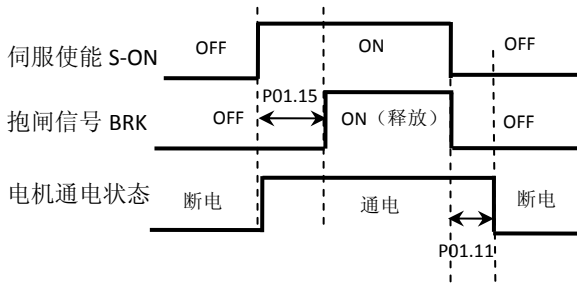 伺服使能 S-ON OFF ON OFF
P01.15
抱闸信号 BRK OFF ON（释放） OFF
电机通电状态 断电 通电 断电
P01.11